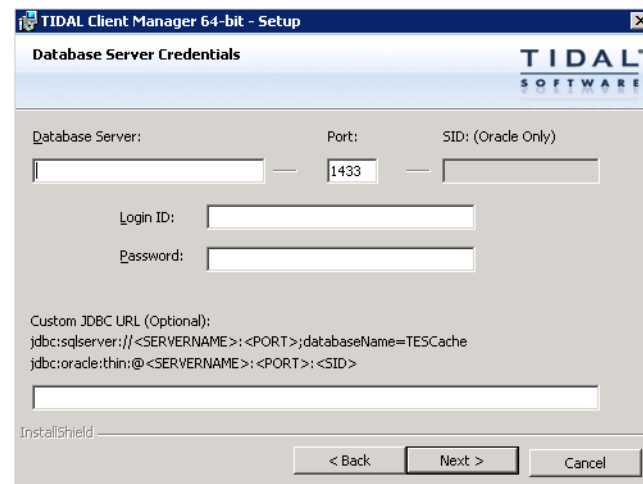 TIDAL Client Manager 64-bit - Setup
Database Server Credentials
TIDAL
SOFTWARE
Database Server: Port: SID: (Oracle Only)
1433
Login ID:
Password:
Custom JDBC URL (Optional):
jdbc:sqlserver://<SERVERNAME>:<PORT>;databaseName=TESCache
jdbc:oracle:thin:@<SERVERNAME>:<PORT>:<SID>
InstallShield
< Back Next > Cancel